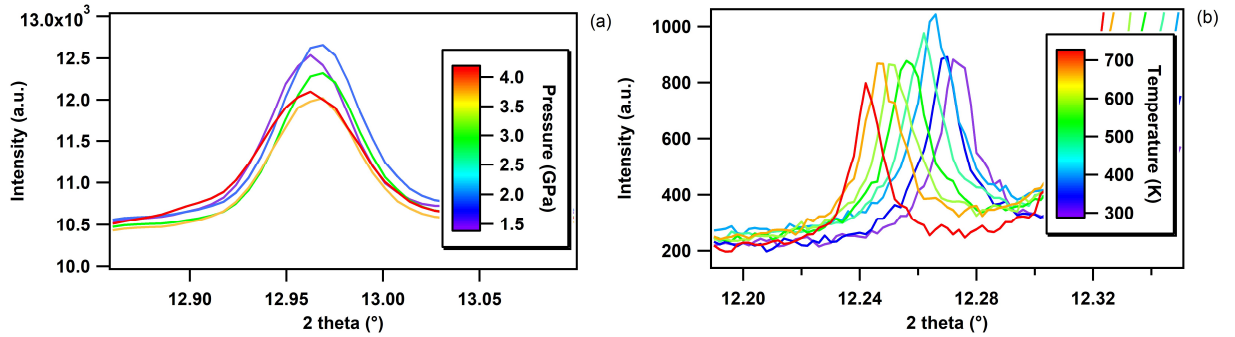 (a)
13.0x10³
12.5
12.0
11.5
11.0
10.5
10.0
Intensity (a.u.)
12.90 12.95 13.00 13.05
2 theta (°)
4.0
3.5
3.0
2.5
2.0
1.5
Pressure (GPa)
(b)
1000
800
600
400
200
Intensity (a.u.)
12.20 12.24 12.28 12.32
2 theta (°)
700
600
500
400
300
Temperature (K)